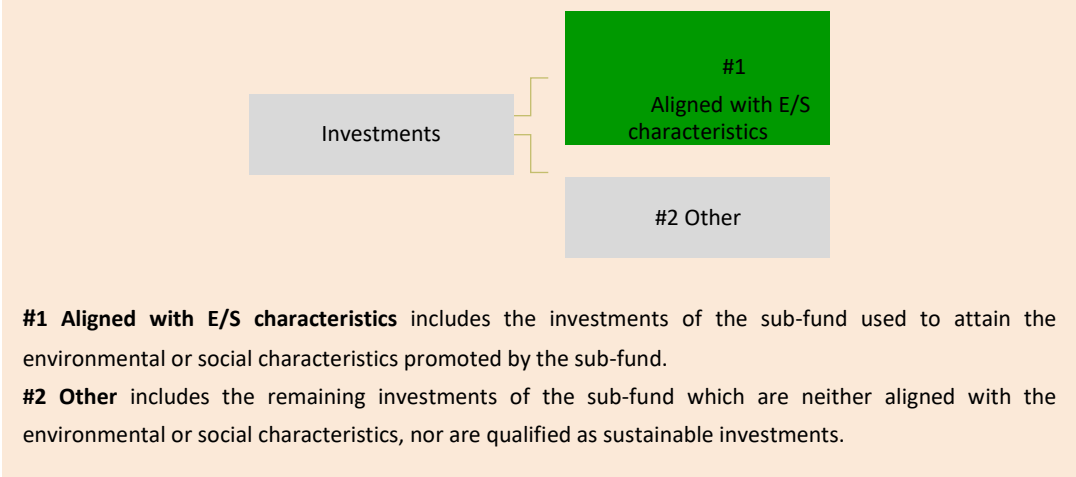 #1
Aligned with E/S
characteristics
Investments
#2 Other
#1 Aligned with E/S characteristics includes the investments of the sub-fund used to attain the
environmental or social characteristics promoted by the sub-fund.
#2 Other includes the remaining investments of the sub-fund which are neither aligned with the
environmental or social characteristics, nor are qualified as sustainable investments.